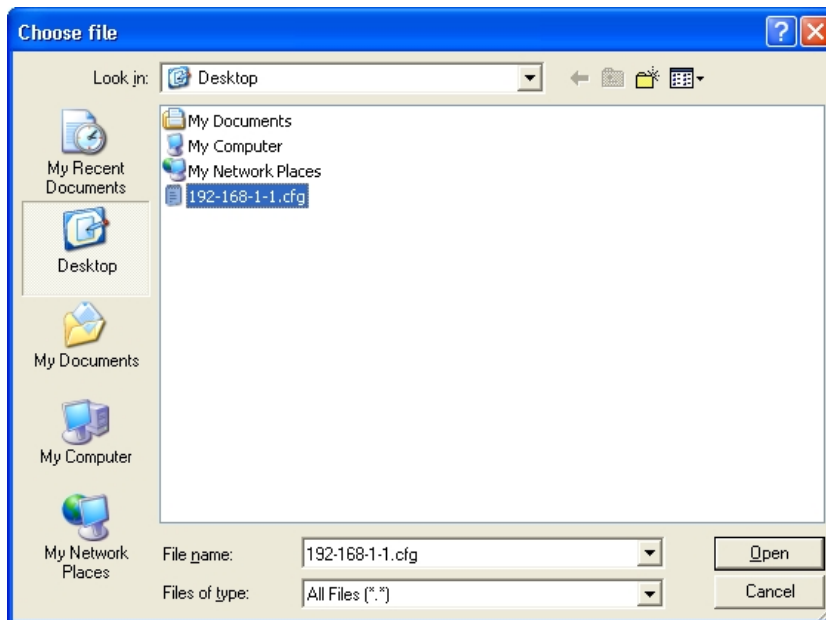 Choose file
Look in: Desktop
My Recent
Documents
Desktop
My Documents
My Computer
My Network
Places
My Documents
My Computer
My Network Places
192-168-1-1.cfg
File name: 192-168-1-1.cfg Open
Files of type: All Files (*.*) Cancel